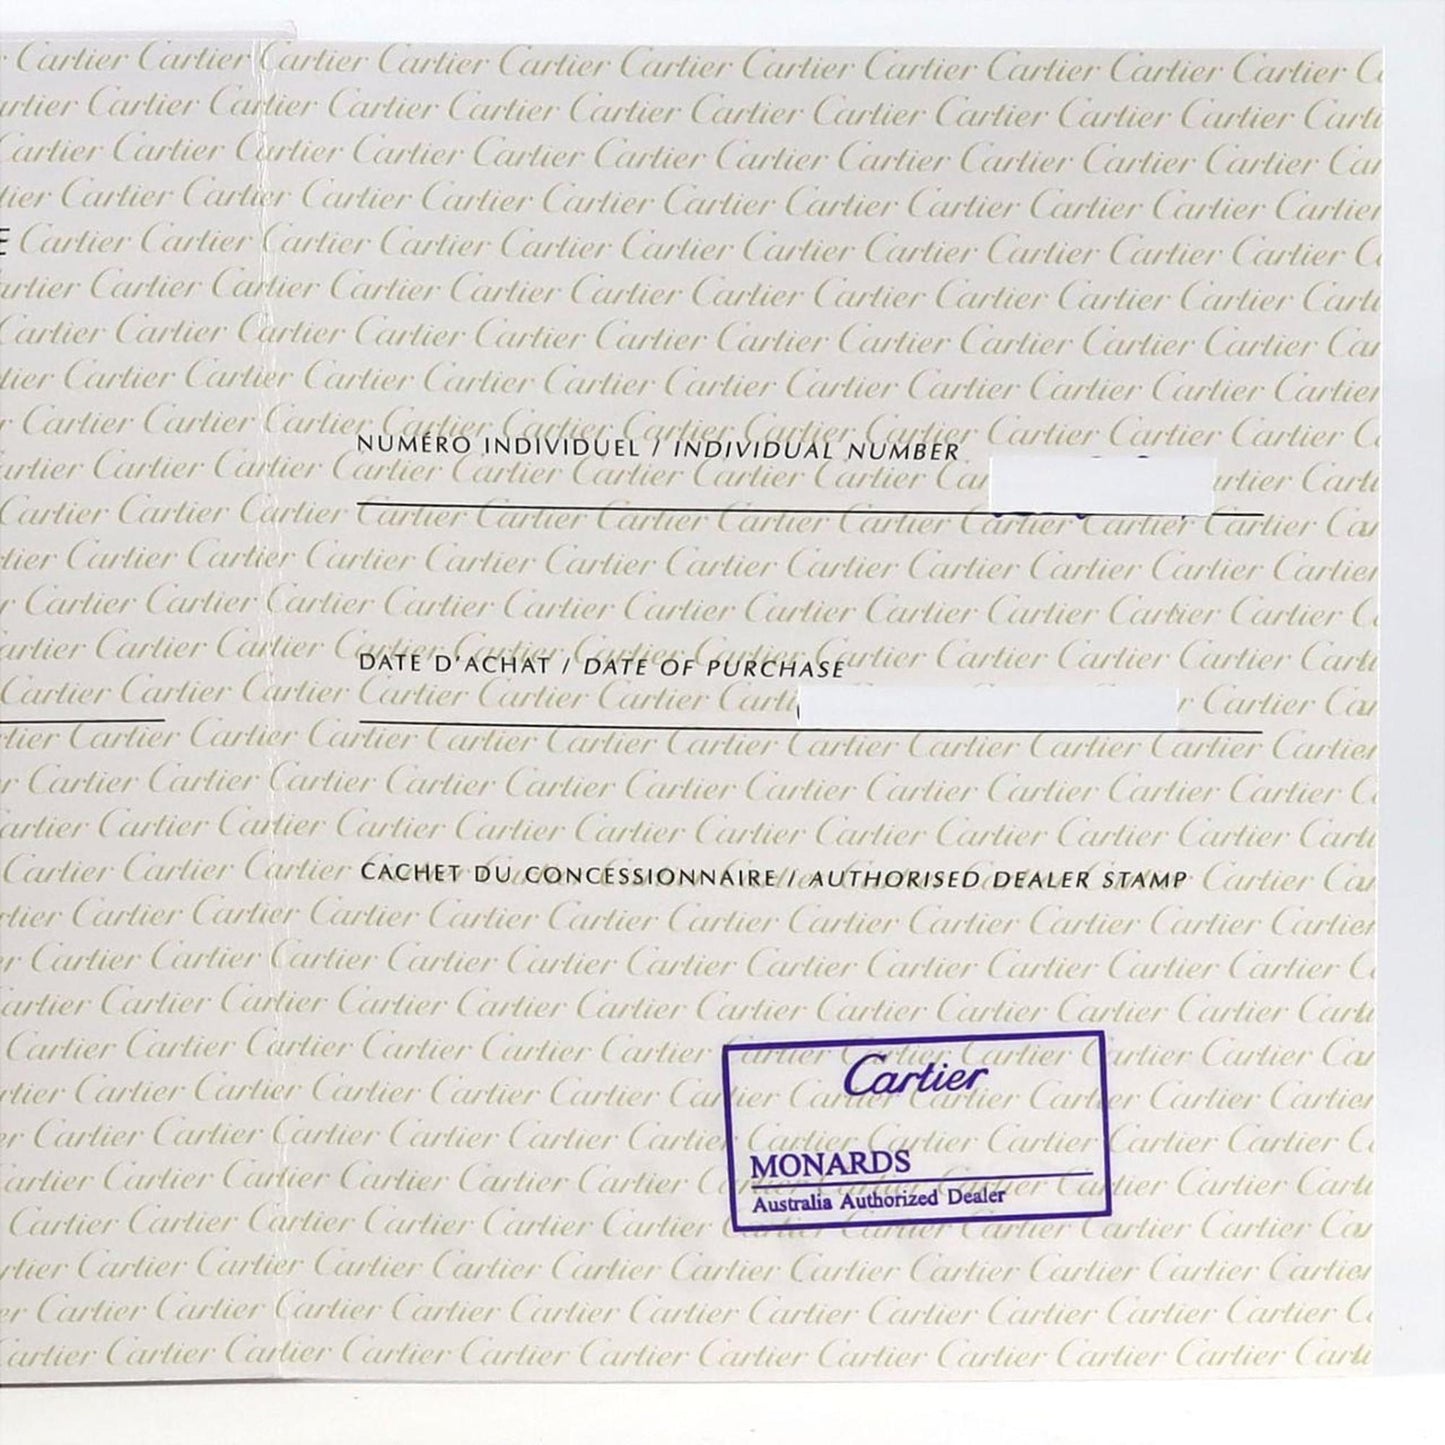 NUMÉRO INDIVIDUEL / INDIVIDUAL NUMBER
DATE D'ACHAT / DATE OF PURCHASE
CACHET DU CONCESSIONNAIRE / AUTHORISED DEALER STAMP
Cartier
MONARDS
Australia Authorized Dealer